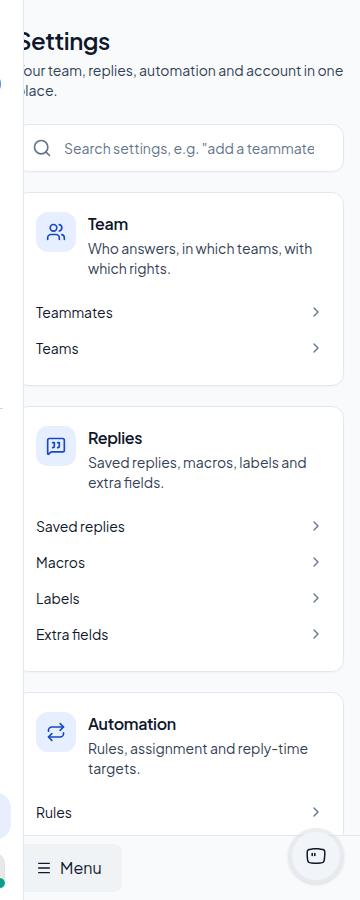 Settings
Your team, replies, automation and account in one
place.
Search settings, e.g. "add a teammate
Team
Who answers, in which teams, with
which rights.
Teammates
Teams
Replies
Saved replies, macros, labels and
extra fields.
Saved replies
Macros
Labels
Extra fields
Automation
Rules, assignment and reply-time
targets.
Rules
Menu